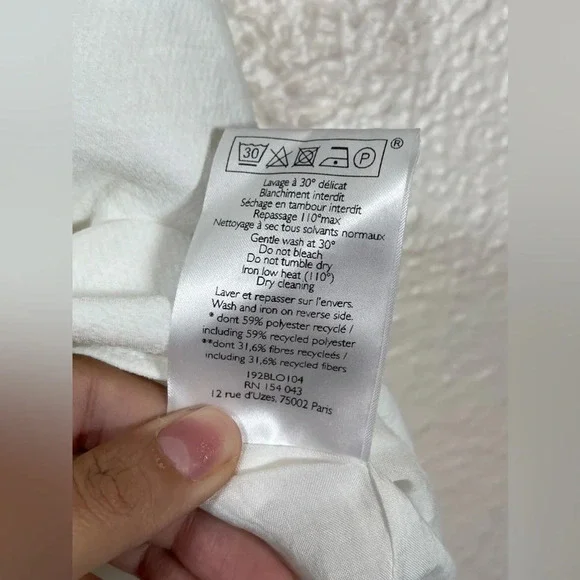 30 P ®
Lavage à 30° délicat
Blanchiment interdit
Séchage en tambour interdit
Repassage 110°max
Nettoyage à sec tous solvants normaux
Gentle wash at 30°
Do not bleach
Do not tumble dry
Iron low heat (110°)
Dry cleaning
Laver et repasser sur l'envers.
Wash and iron on reverse side.
* dont 59% polyester recyclé /
including 59% recycled polyester
**dont 31,6% fibres recyclées /
including 31,6% recycled fibers
192BLO104
RN 154 043
12 rue d'Uzes, 75002 Paris